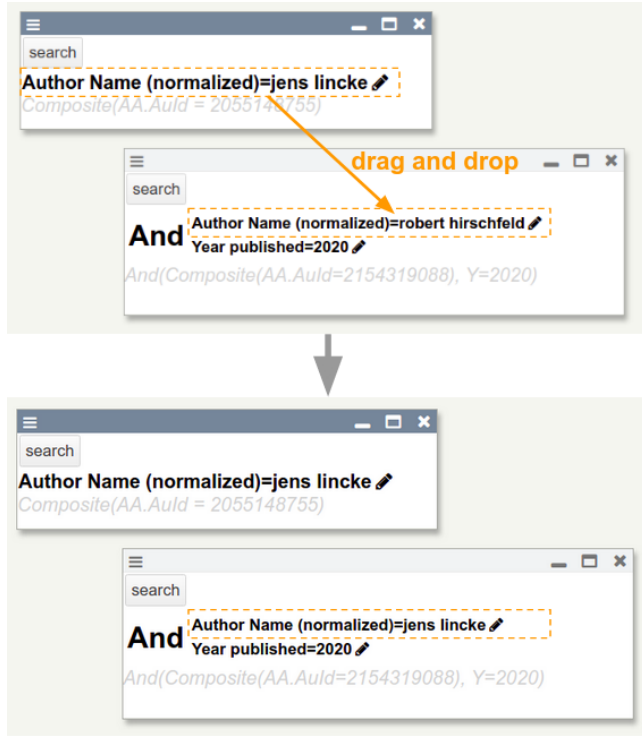 search
Author Name (normalized)=jens lincke
Composite(AA.AuId = 2055148755)
drag and drop
search
And
Author Name (normalized)=robert hirschfeld
Year published=2020
And(Composite(AA.AuId=2154319088), Y=2020)
search
Author Name (normalized)=jens lincke
Composite(AA.AuId = 2055148755)
search
And
Author Name (normalized)=jens lincke
Year published=2020
And(Composite(AA.AuId=2154319088), Y=2020)